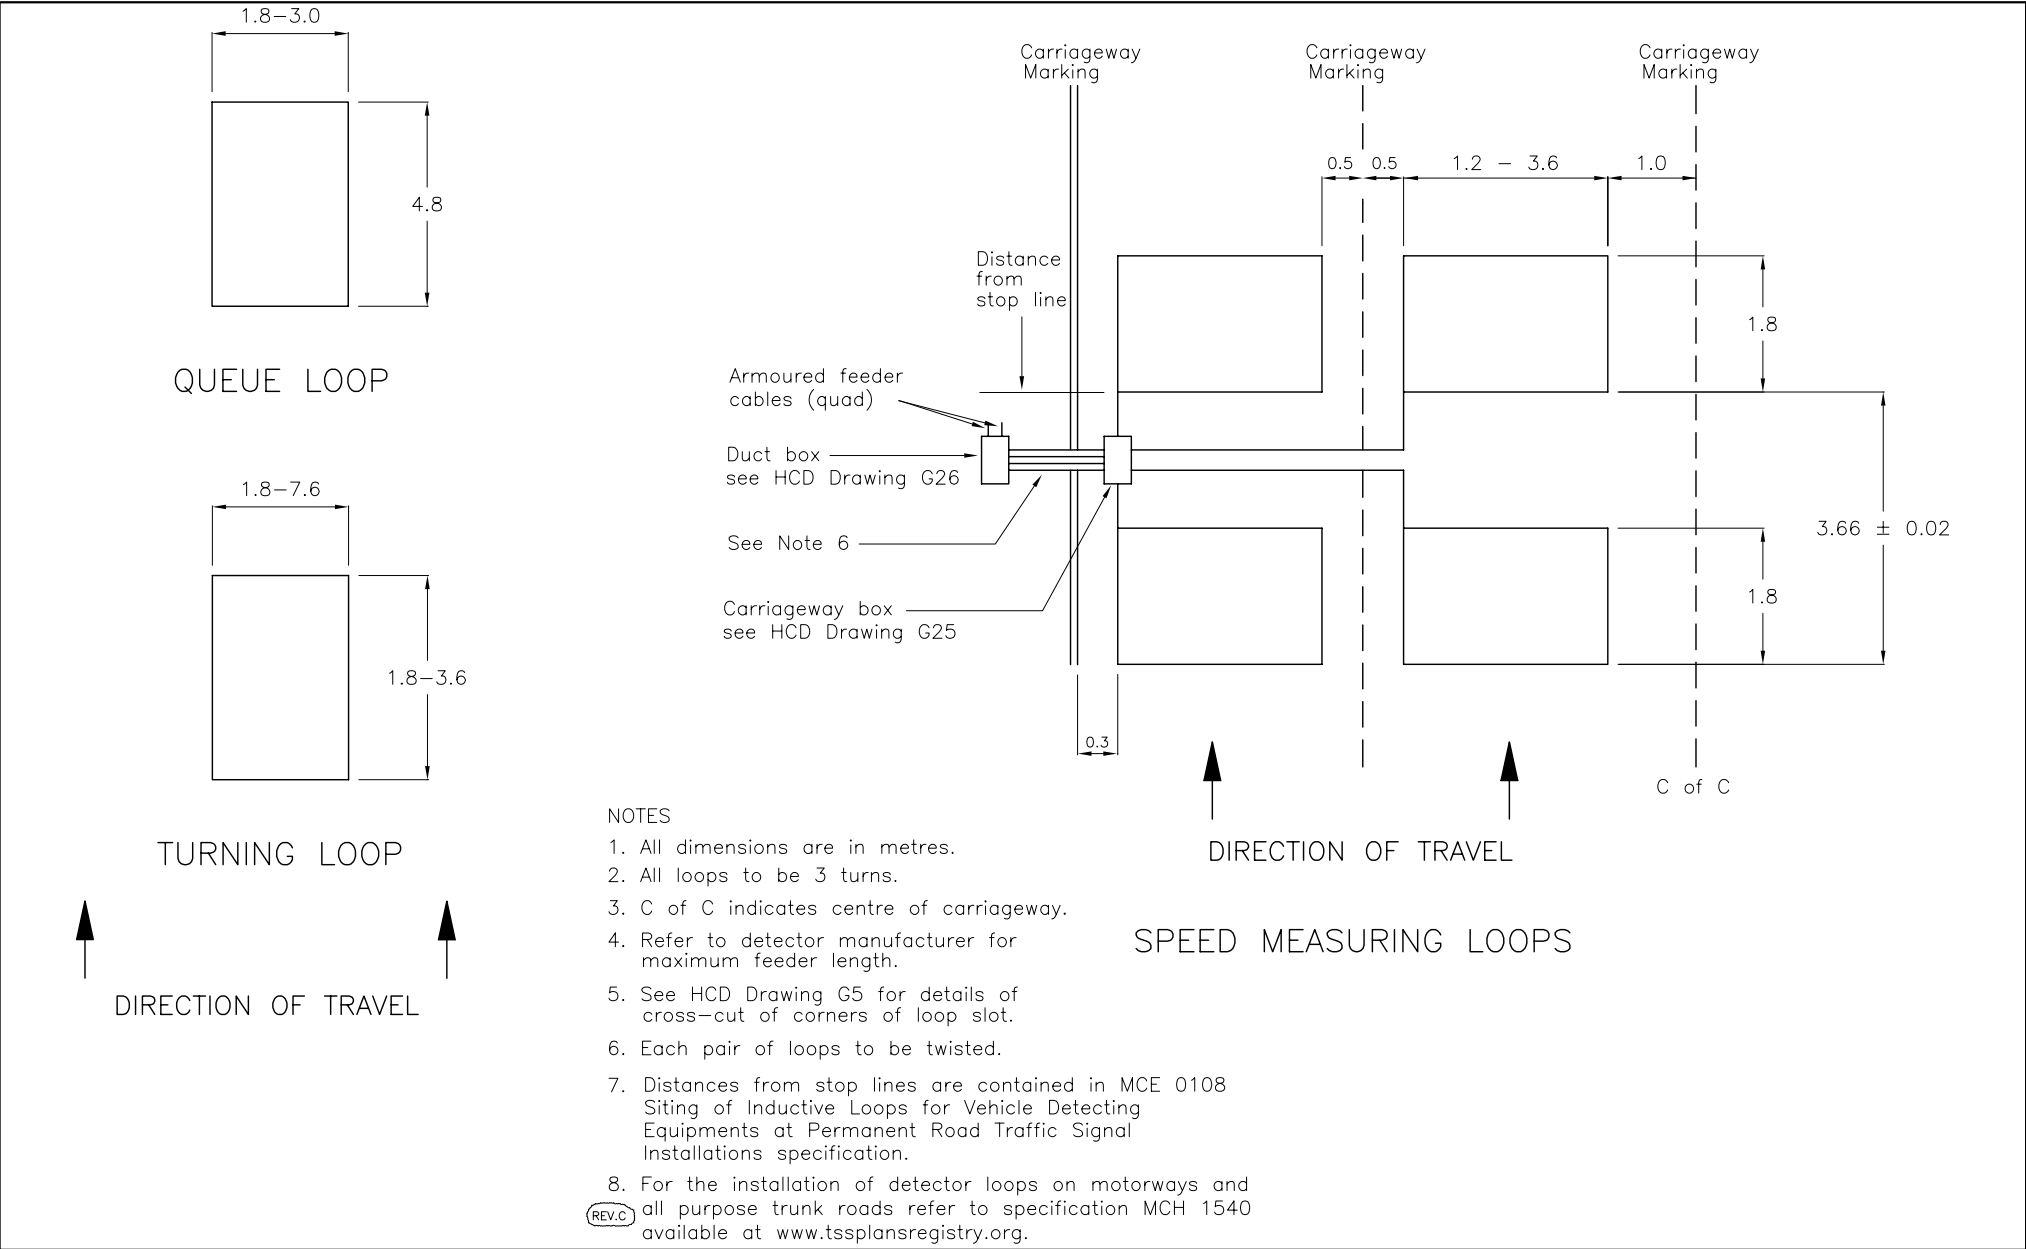 1.8-3.0
4.8
QUEUE LOOP
1.8-7.6
1.8-3.6
TURNING LOOP
DIRECTION OF TRAVEL
Carriageway
Marking
Carriageway
Marking
Carriageway
Marking
0.5
0.5
1.2 - 3.6
1.0
Distance
from
stop line
1.8
Armoured feeder
cables (quad)
Duct box
see HCD Drawing G26
See Note 6
3.66 ± 0.02
1.8
Carriageway box
see HCD Drawing G25
0.3
C of C
DIRECTION OF TRAVEL
SPEED MEASURING LOOPS
NOTES
1. All dimensions are in metres.
2. All loops to be 3 turns.
3. C of C indicates centre of carriageway.
4. Refer to detector manufacturer for
maximum feeder length.
5. See HCD Drawing G5 for details of
cross-cut of corners of loop slot.
6. Each pair of loops to be twisted.
7. Distances from stop lines are contained in MCE 0108
Siting of Inductive Loops for Vehicle Detecting
Equipments at Permanent Road Traffic Signal
Installations specification.
8. For the installation of detector loops on motorways and
all purpose trunk roads refer to specification MCH 1540
available at www.tssplansregistry.org.
REV.C